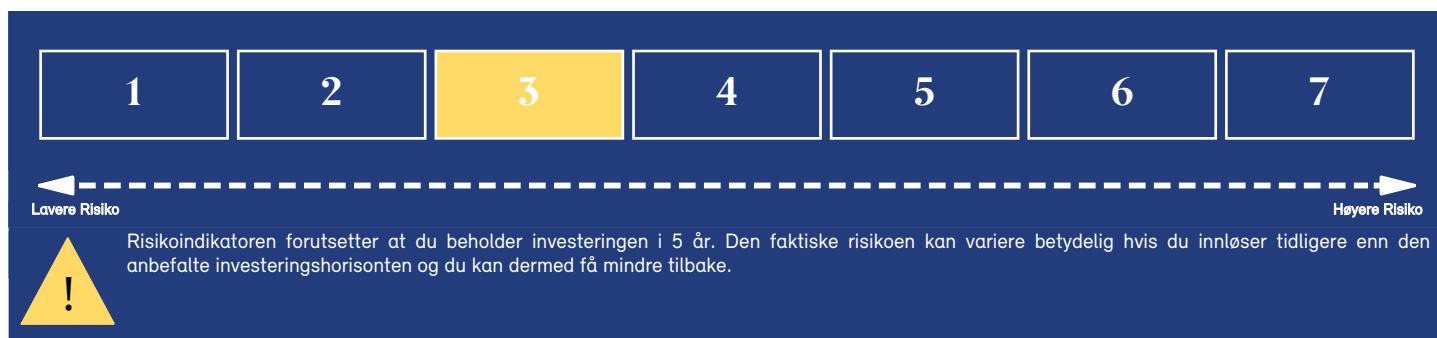 1 2 3 4 5 6 7
Lavere Risiko Høyere Risiko
Risikoindikatoren forutsetter at du beholder investeringen i 5 år. Den faktiske risikoen kan variere betydelig hvis du innløser tidligere enn den
anbefalte investeringshorisonten og du kan dermed få mindre tilbake.
!